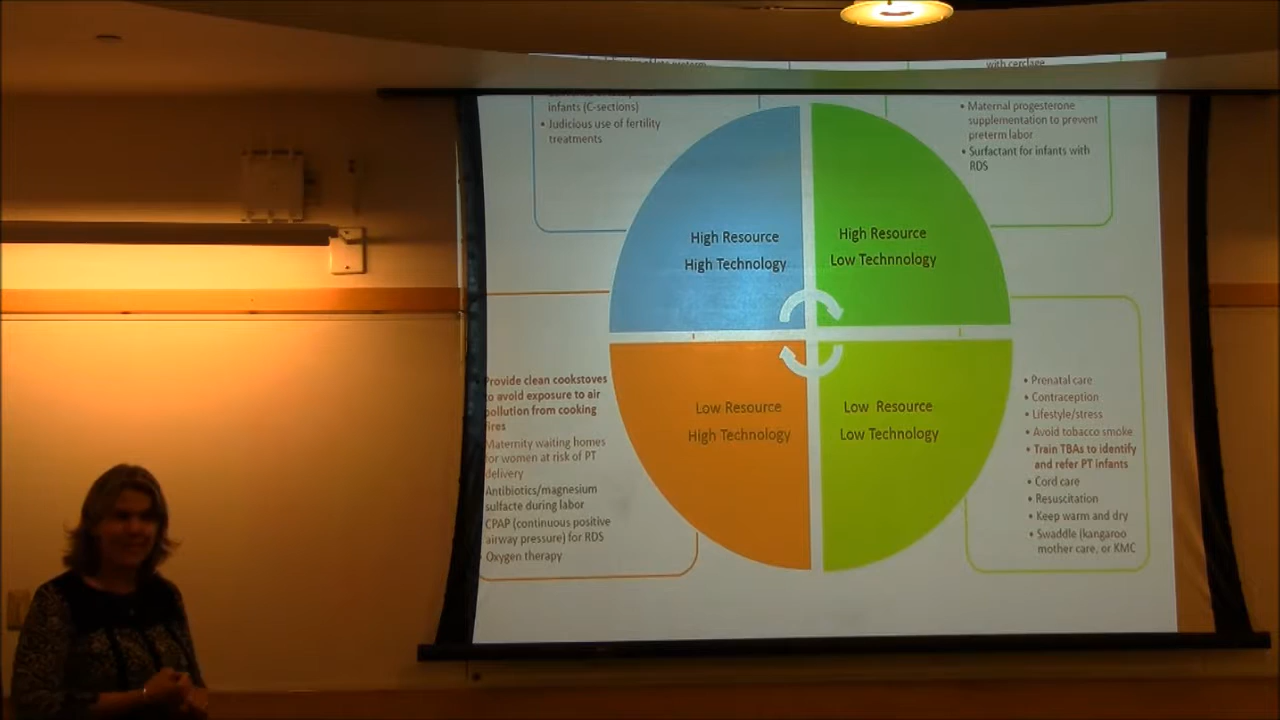 with cerclage
infants (C-sections)
• Judicious use of fertility
treatments
• Maternal progesterone
supplementation to prevent
preterm labor
• Surfactant for infants with
RDS
High Resource
High Technology
High Resource
Low Technnology
Provide clean cookstoves
to avoid exposure to air
pollution from cooking
fires
Maternity waiting homes
for women at risk of PT
delivery
Antibiotics/magnesium
sulfacte during labor
CPAP (continuous positive
airway pressure) for RDS
Oxygen therapy
Low Resource
High Technology
Low Resource
Low Technology
• Prenatal care
• Contraception
• Lifestyle/stress
• Avoid tobacco smoke
• Train TBAs to identify
and refer PT infants
• Cord care
• Resuscitation
• Keep warm and dry
• Swaddle (kangaroo
mother care, or KMC